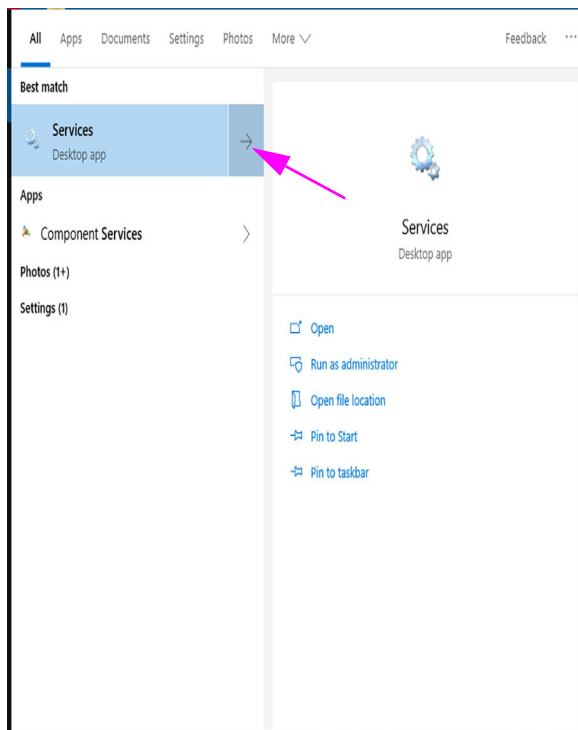 All Apps Documents Settings Photos More Feedback ...
Best match
Services
Desktop app
Apps
Component Services
Photos (1+)
Settings (1)
Services
Desktop app
Open
Run as administrator
Open file location
Pin to Start
Pin to taskbar